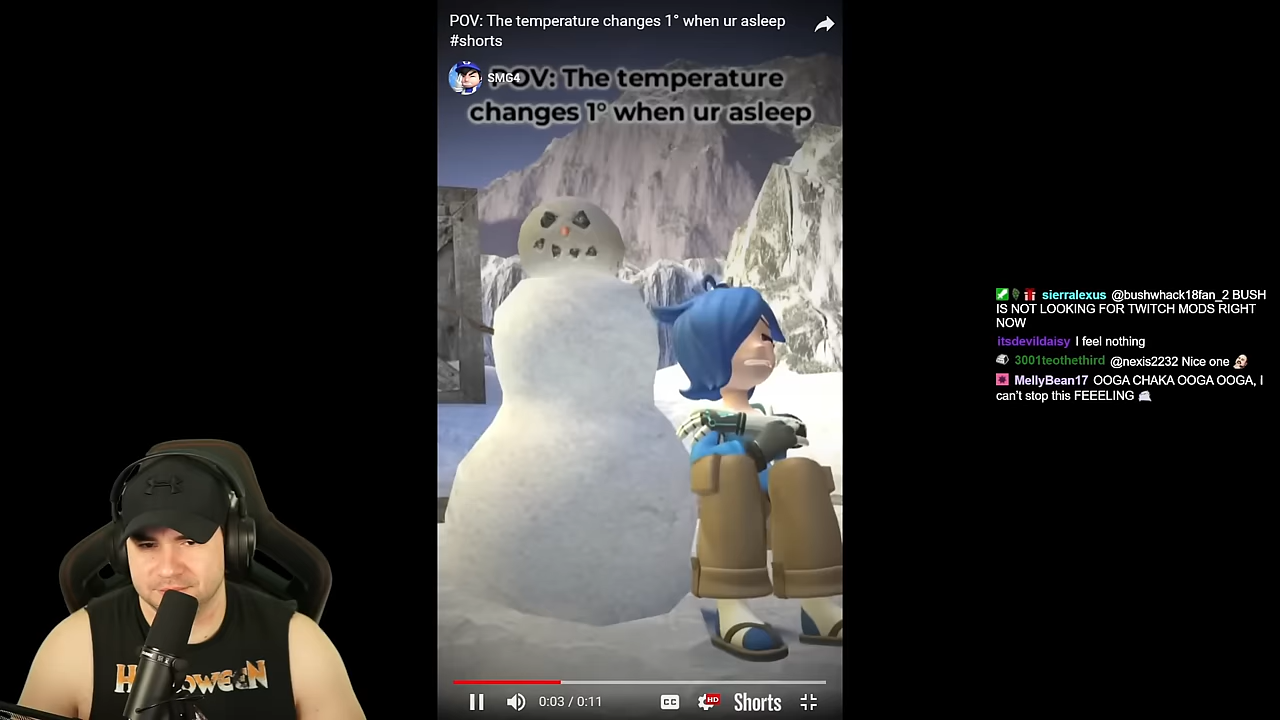 POV: The temperature changes 1° when ur asleep
#shorts
SMG4
POV: The temperature
changes 1° when ur asleep
sierralexus @bushwhack18fan_2 BUSH
IS NOT LOOKING FOR TWITCH MODS RIGHT
NOW
itsdevildaisy I feel nothing
3001teothethird @nexis2232 Nice one
MellyBean17 OOGA CHAKA OOGA OOGA, I
can't stop this FEEELING
HALLOWEEN
0:03 / 0:11
CC
HD
Shorts